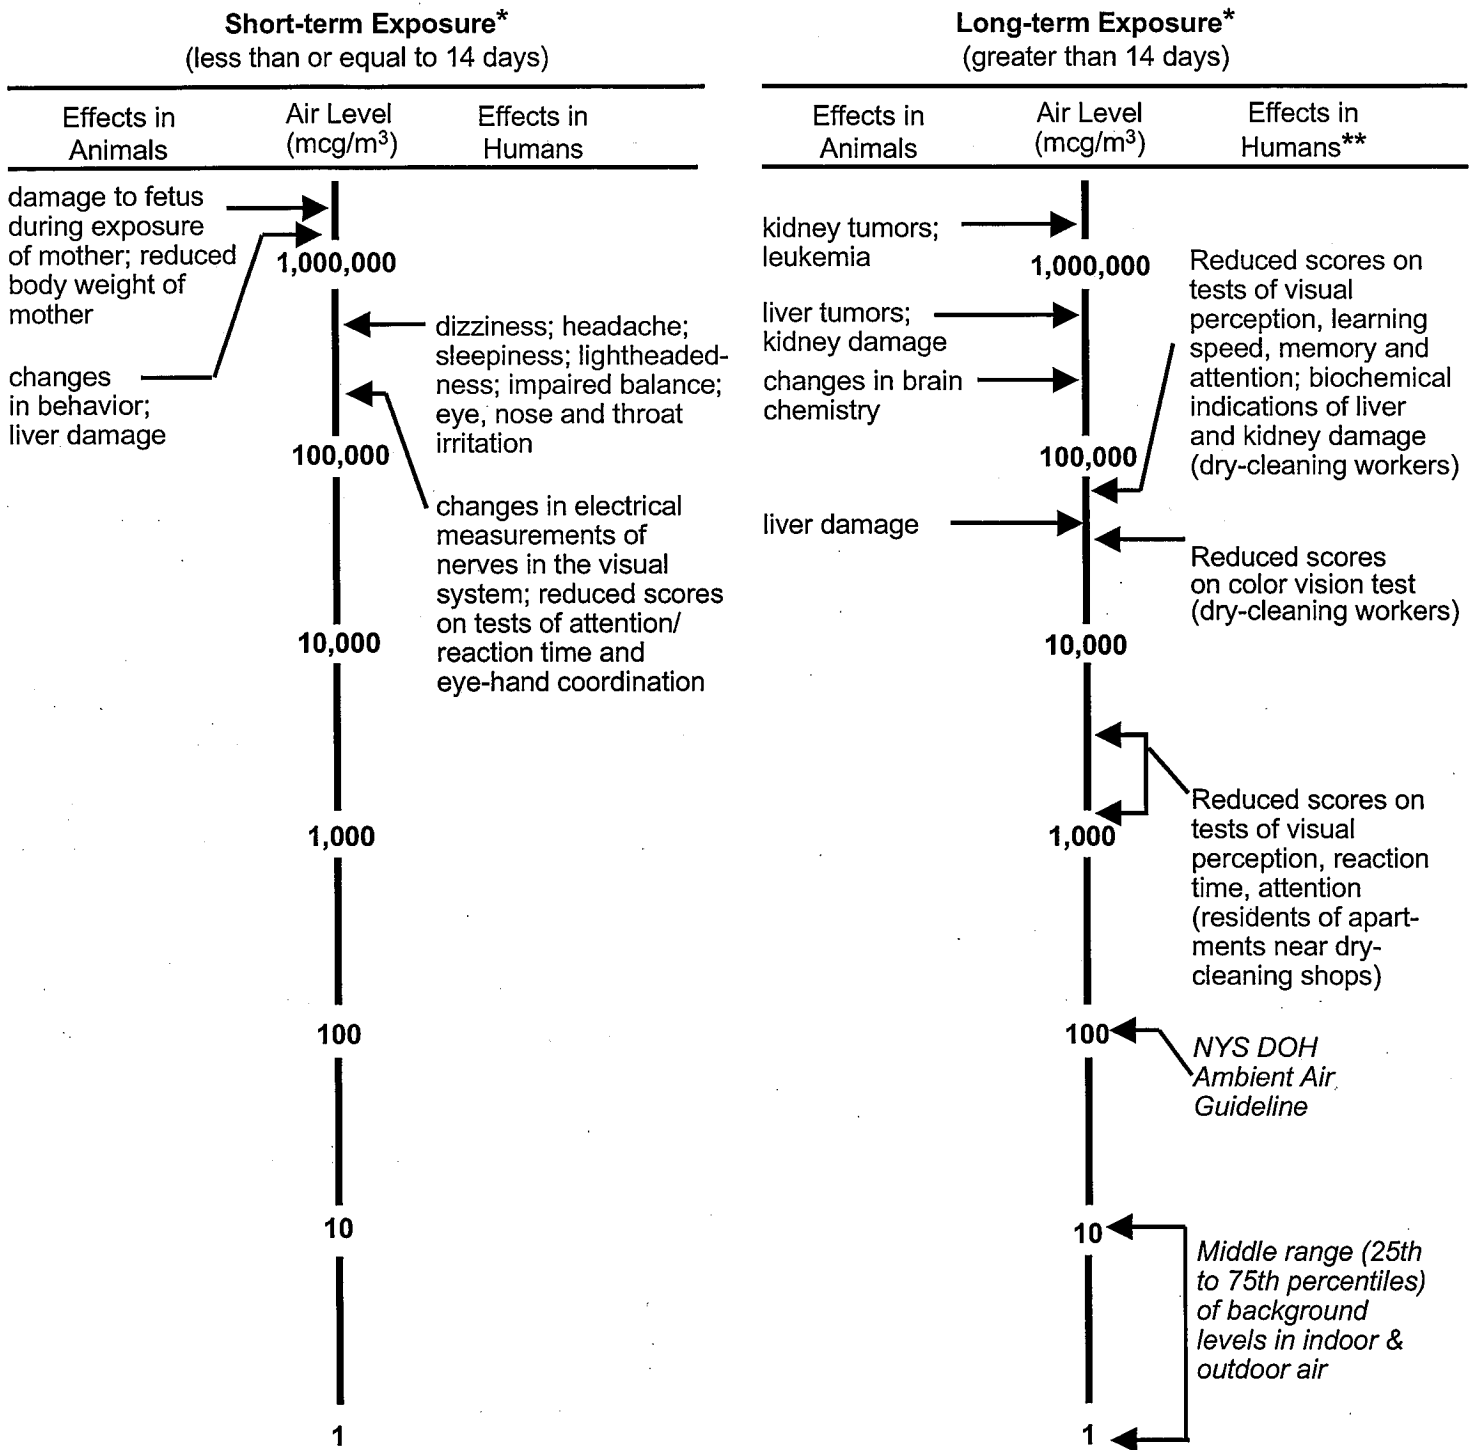 Short-term Exposure*
(less than or equal to 14 days)
Effects in
Animals
Air Level
(mcg/m³)
Effects in
Humans
damage to fetus
during exposure
of mother; reduced
body weight of
mother
changes
in behavior;
liver damage
1,000,000
100,000
10,000
1,000
100
10
1
dizziness; headache;
sleepiness; lightheaded-
ness; impaired balance;
eye, nose and throat
irritation
changes in electrical
measurements of
nerves in the visual
system; reduced scores
on tests of attention/
reaction time and
eye-hand coordination
Long-term Exposure*
(greater than 14 days)
Effects in
Animals
Air Level
(mcg/m³)
Effects in
Humans**
kidney tumors;
leukemia
liver tumors;
kidney damage
changes in brain
chemistry
liver damage
1,000,000
100,000
10,000
1,000
100
10
1
Reduced scores on
tests of visual
perception, learning
speed, memory and
attention; biochemical
indications of liver
and kidney damage
(dry-cleaning workers)
Reduced scores
on color vision test
(dry-cleaning workers)
Reduced scores on
tests of visual
perception, reaction
time, attention
(residents of apart-
ments near dry-
cleaning shops)
NYS DOH
Ambient Air
Guideline
Middle range (25th
to 75th percentiles)
of background
levels in indoor &
outdoor air